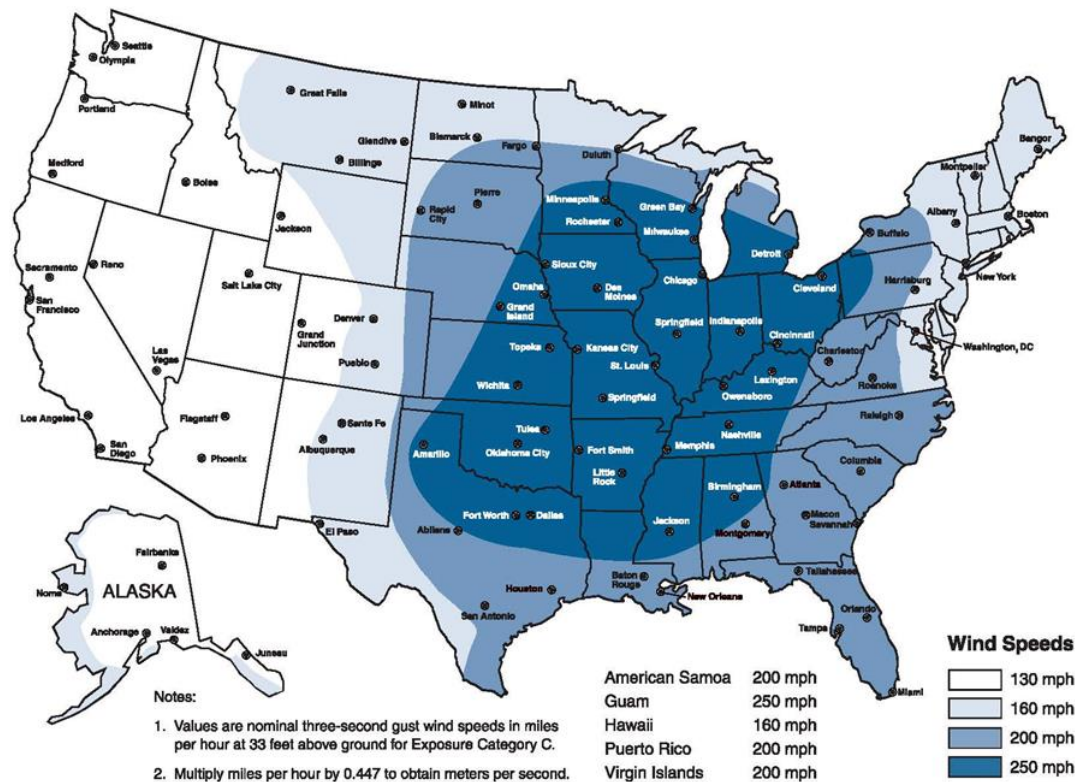 Seattle
Olympia
Portland
Medford
Boise
Great Falls
Glendive
Billings
Minot
Bismarck
Fargo
Duluth
Bangor
Montpelier
Jackson
Rapid City
Pierre
Minneapolis
Rochester
Green Bay
Milwaukee
Albany
Boston
Buffalo
Detroit
Sacramento
Reno
San Francisco
Salt Lake City
Sioux City
Omaha
Des Moines
Chicago
Cleveland
Harrisburg
New York
Grand Junction
Denver
Grand Island
Springfield
Indianapolis
Cincinnati
Washington, DC
Las Vegas
Pueblo
Topeka
Kansas City
St. Louis
Charleston
Lexington
Owensboro
Roanoke
Wichita
Springfield
Los Angeles
San Diego
Flagstaff
Phoenix
Santa Fe
Albuquerque
Amarillo
Tulsa
Oklahoma City
Fort Smith
Little Rock
Memphis
Nashville
Raleigh
Columbia
Birmingham
Atlanta
Macon
Savannah
El Paso
Abilene
Fort Worth
Dallas
Jackson
Montgomery
Houston
San Antonio
Baton Rouge
New Orleans
Tallahassee
Orlando
Tampa
Miami
Fairbanks
Nome
ALASKA
Anchorage
Valdez
Juneau
Notes:
1. Values are nominal three-second gust wind speeds in miles
per hour at 33 feet above ground for Exposure Category C.
2. Multiply miles per hour by 0.447 to obtain meters per second.
American Samoa 200 mph
Guam 250 mph
Hawaii 160 mph
Puerto Rico 200 mph
Virgin Islands 200 mph
Wind Speeds
130 mph
160 mph
200 mph
250 mph